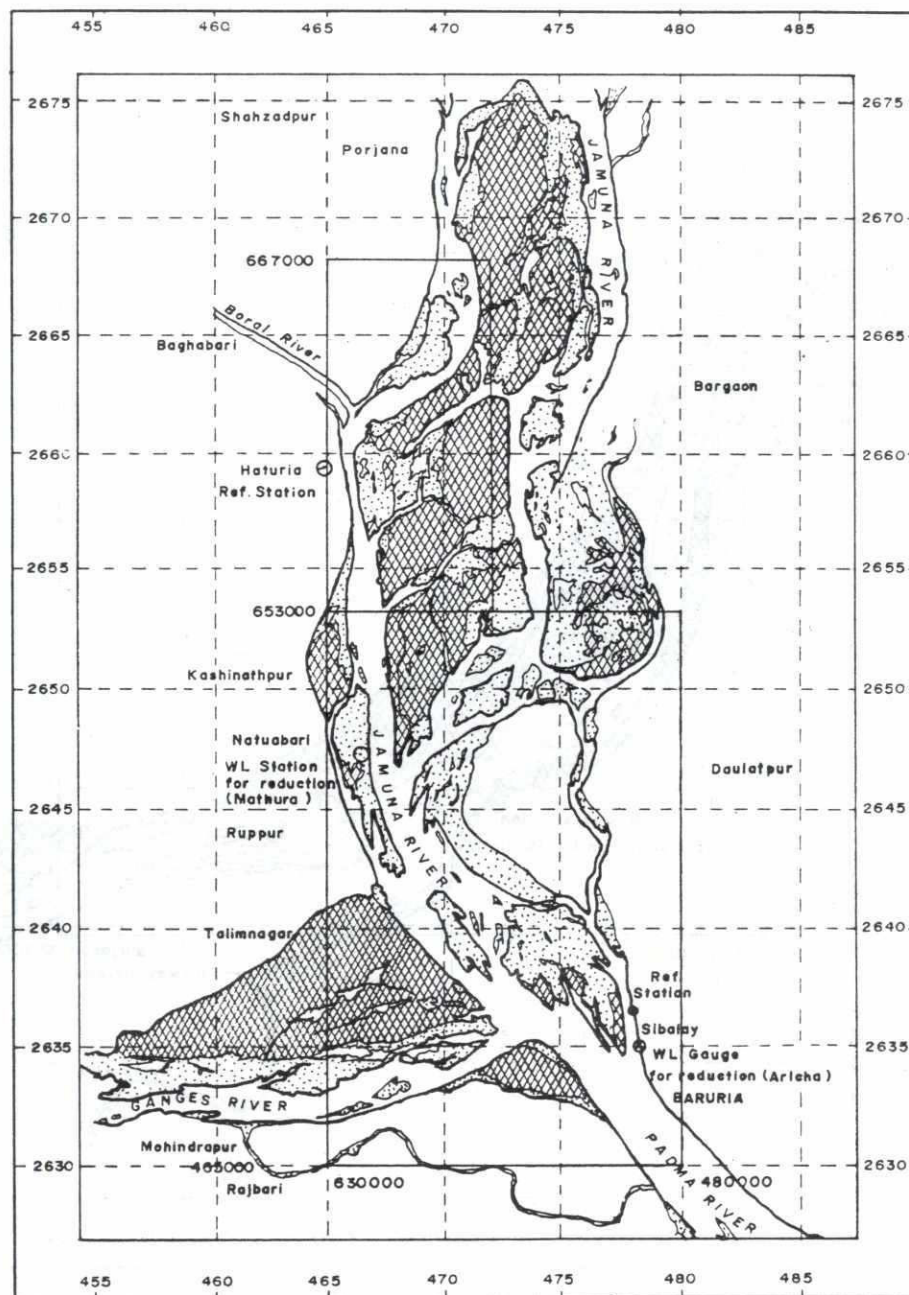 455 460 465 470 475 480 485
2675 2675
Shahzadpur
Porjana
JAMUNA RIVER
2670 2670
667000
2665 2665
Boral River
Baghabari
Bargaon
2660 2660
Haturia
Ref. Station
2655 2655
653000
Kashinathpur
2650 2650
Natuabari
WL Station
for reduction
(Mathura)
JAMUNA RIVER
Daulatpur
2645 2645
Ruppur
2640 2640
Talimnagar
Ref.
Station
Sibalay
2635 2635
WL Gauge
for reduction (Aricha)
BARURIA
GANGES RIVER
Mohindrapur
PADMA RIVER
2630 2630
465000
630000
480000
Rajbari
455 460 465 470 475 480 485